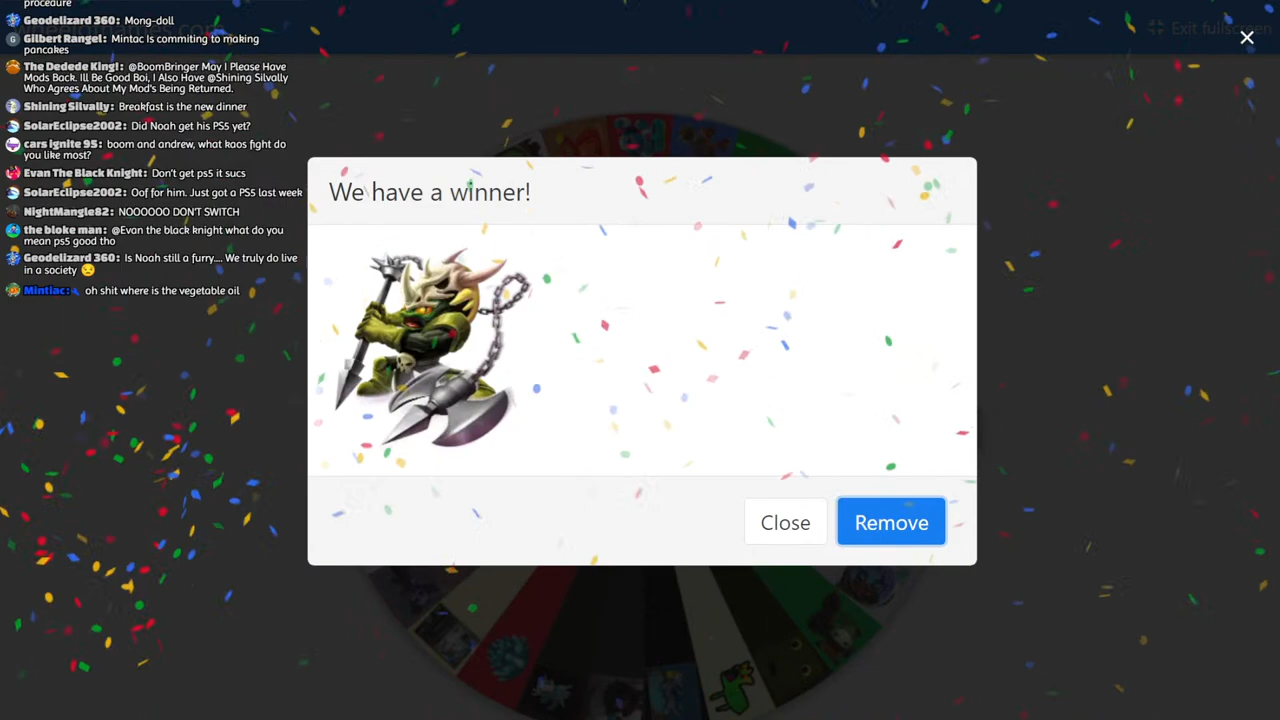 procedure
Geodelizard 360: Mong-doll
wheelofnames.com
Exit fullscreen
Gilbert Rangel: Mintac Is commiting to making
pancakes
The Dedede King!: @BoomBringer May I Please Have
Mods Back. Ill Be Good Boi, I Also Have @Shining Silvally
Who Agrees About My Mod's Being Returned.
Shining Silvally: Breakfast is the new dinner
SolarEclipse2002: Did Noah get his PS5 yet?
cars ignite 95: boom and andrew, what kaos fight do
you like most?
Evan The Black Knight: Don't get ps5 it sucs
SolarEclipse2002: Oof for him. Just got a PS5 last week
NightMangle82: NOOOOOO DON'T SWITCH
the bloke man: @Evan the black knight what do you
mean ps5 good tho
Geodelizard 360: Is Noah still a furry.... We truly do live
in a society 😒
Mintiac: oh shit where is the vegetable oil
We have a winner!
Close
Remove